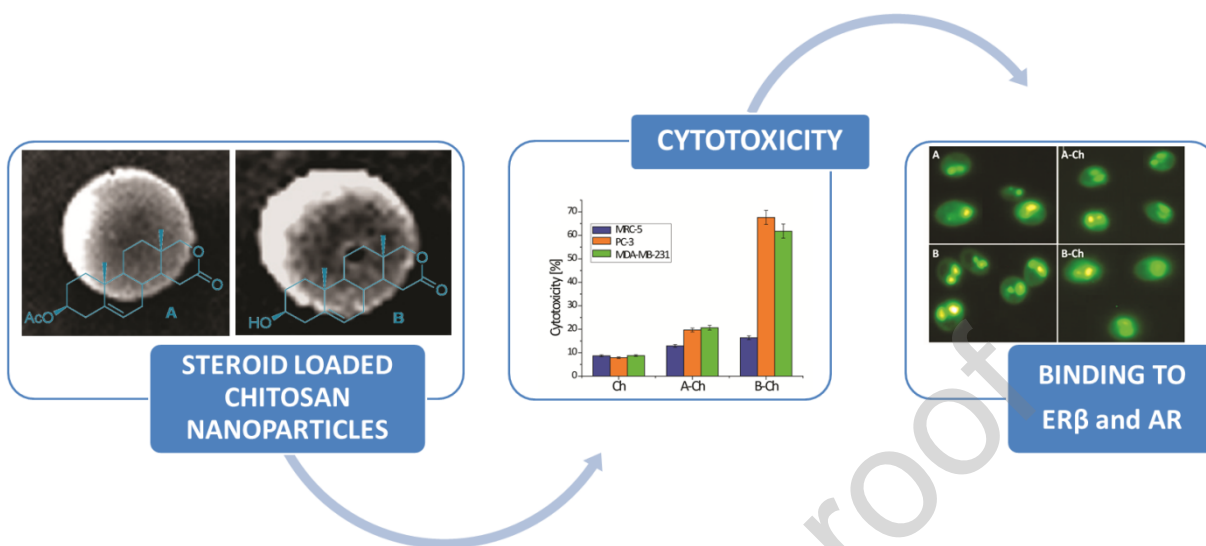 AcO
O
O
A
HO
O
O
B
STEROID LOADED
CHITOSAN
NANOPARTICLES
CYTOTOXICITY
Cytotoxicity [%]
70
60
50
40
30
20
10
0
MRC-5
PC-3
MDA-MB-231
Ch
A-Ch
B-Ch
A
A-Ch
B
B-Ch
BINDING TO
ERβ and AR
roof